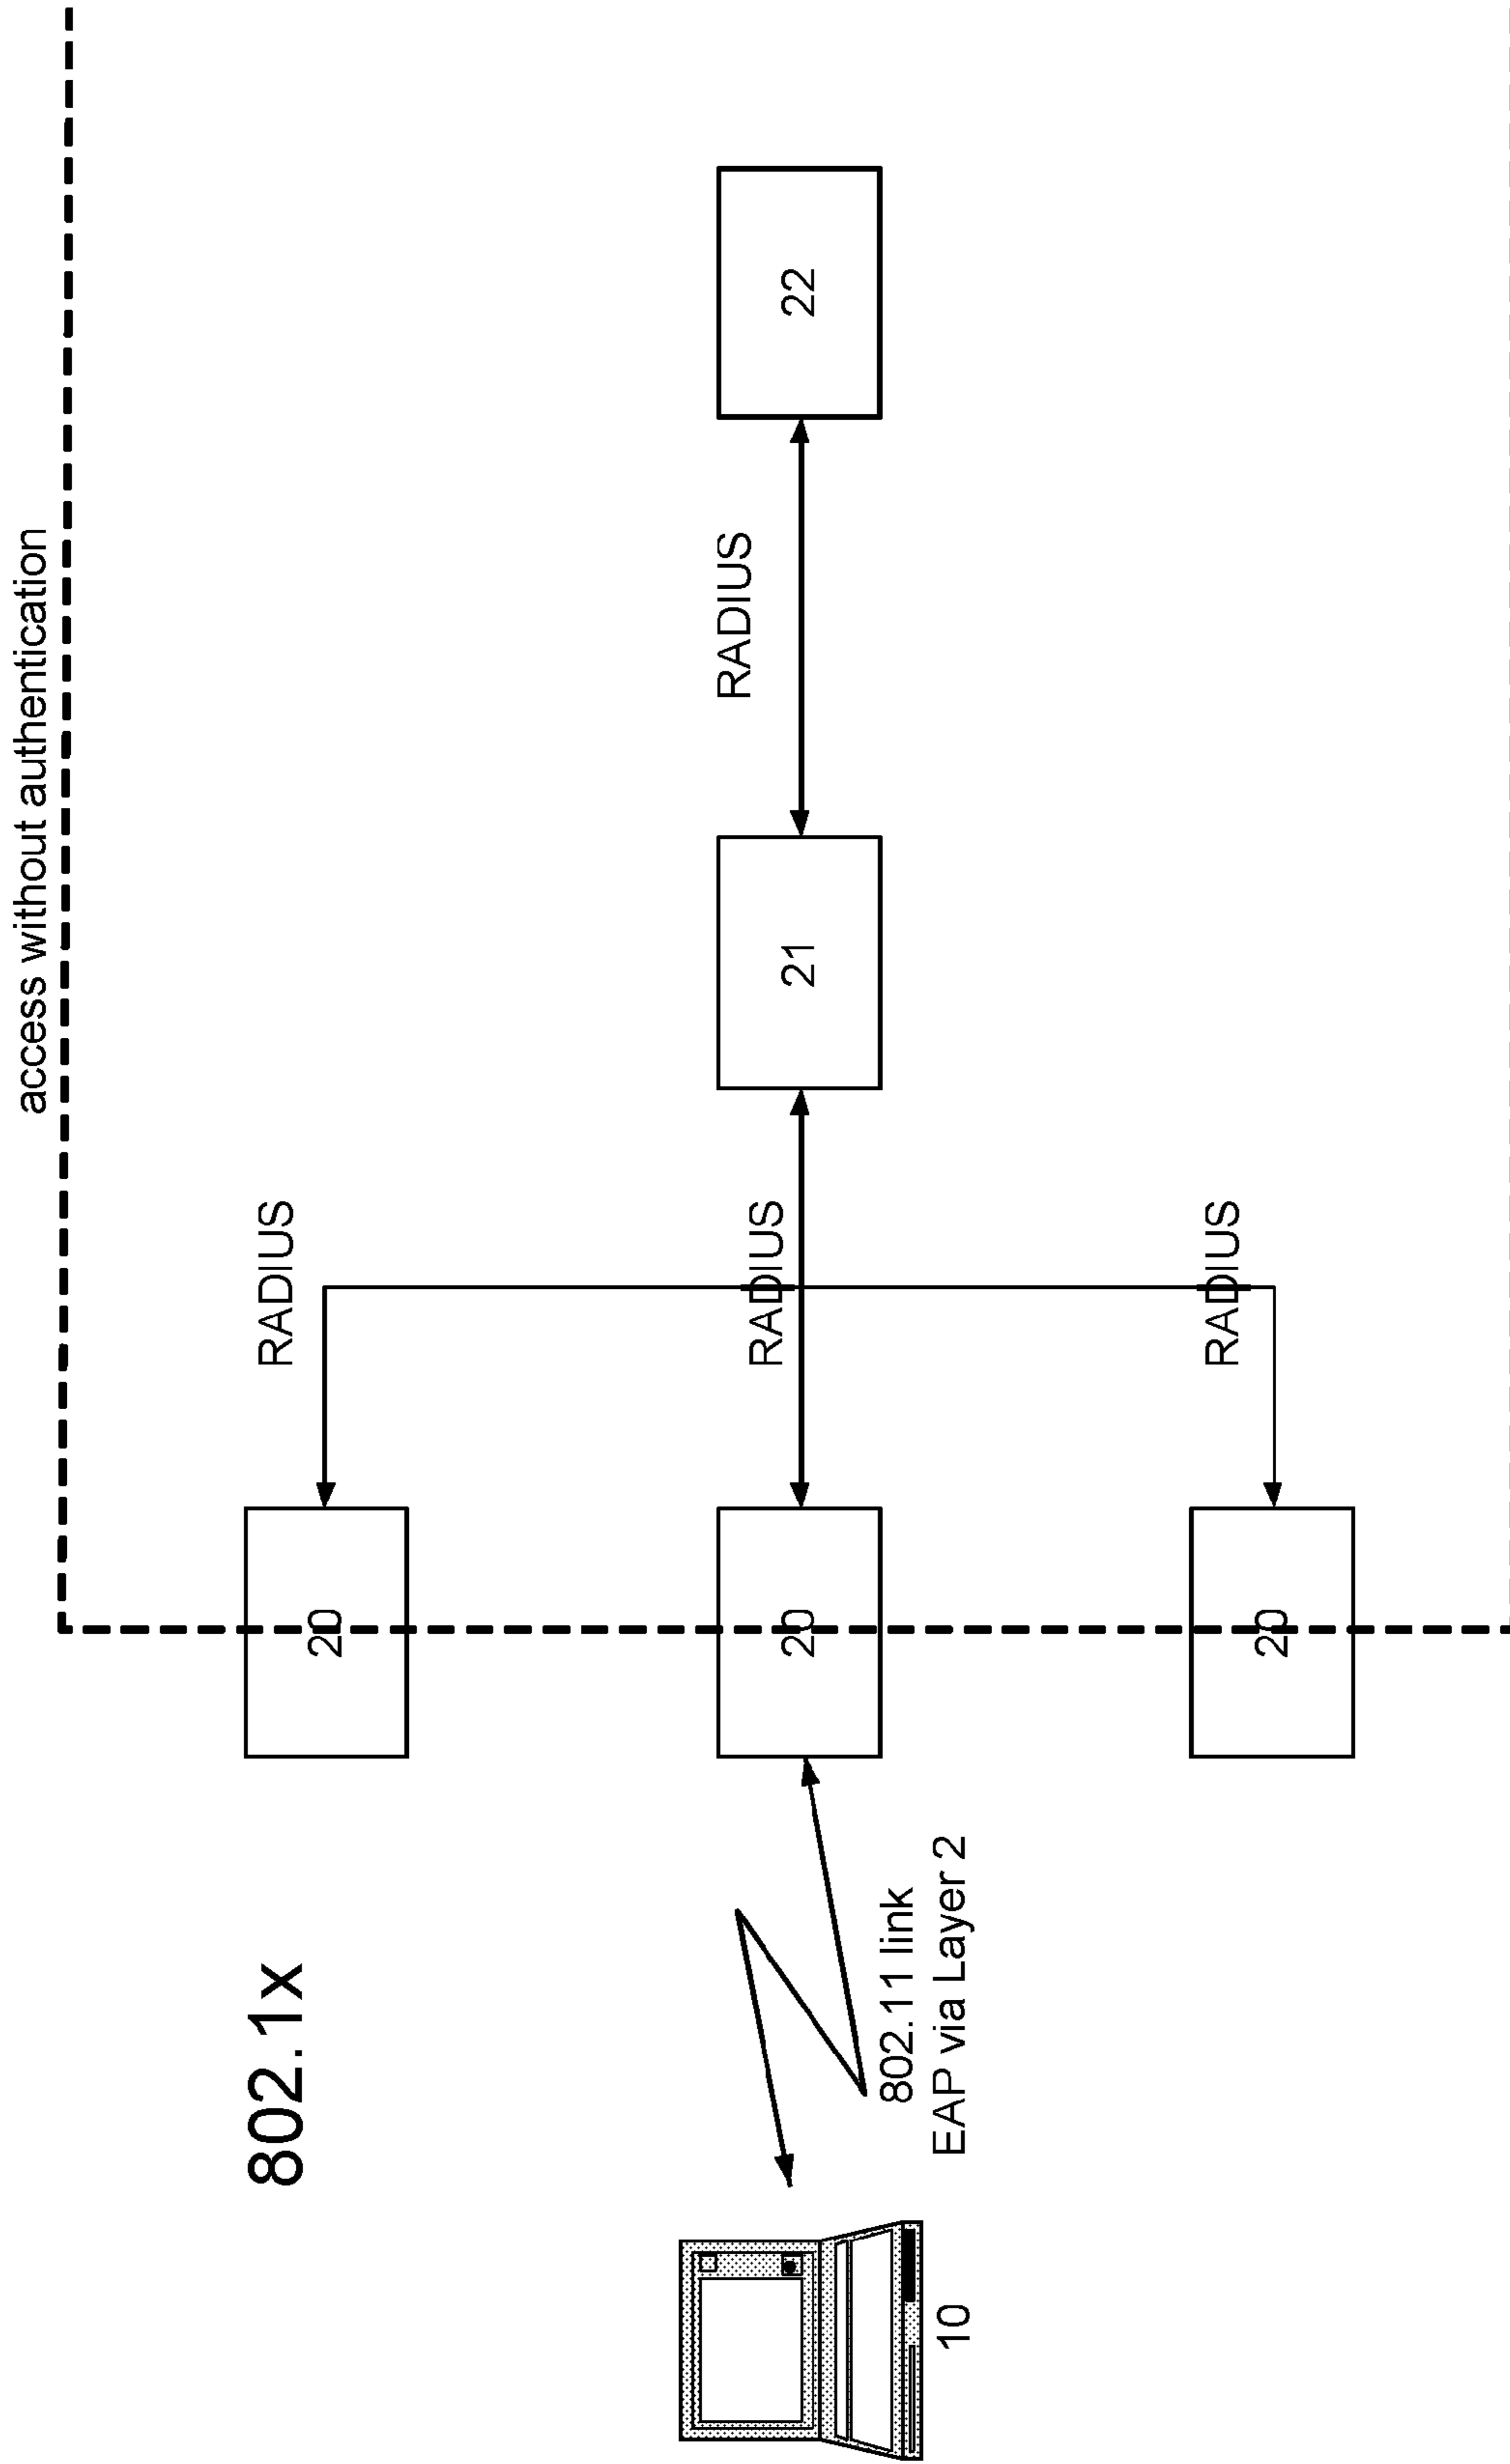 access without authentication
802.1x
20
RADIUS
10
802.11 link
EAP via Layer 2
20
RADIUS
21
RADIUS
22
20
RADIUS